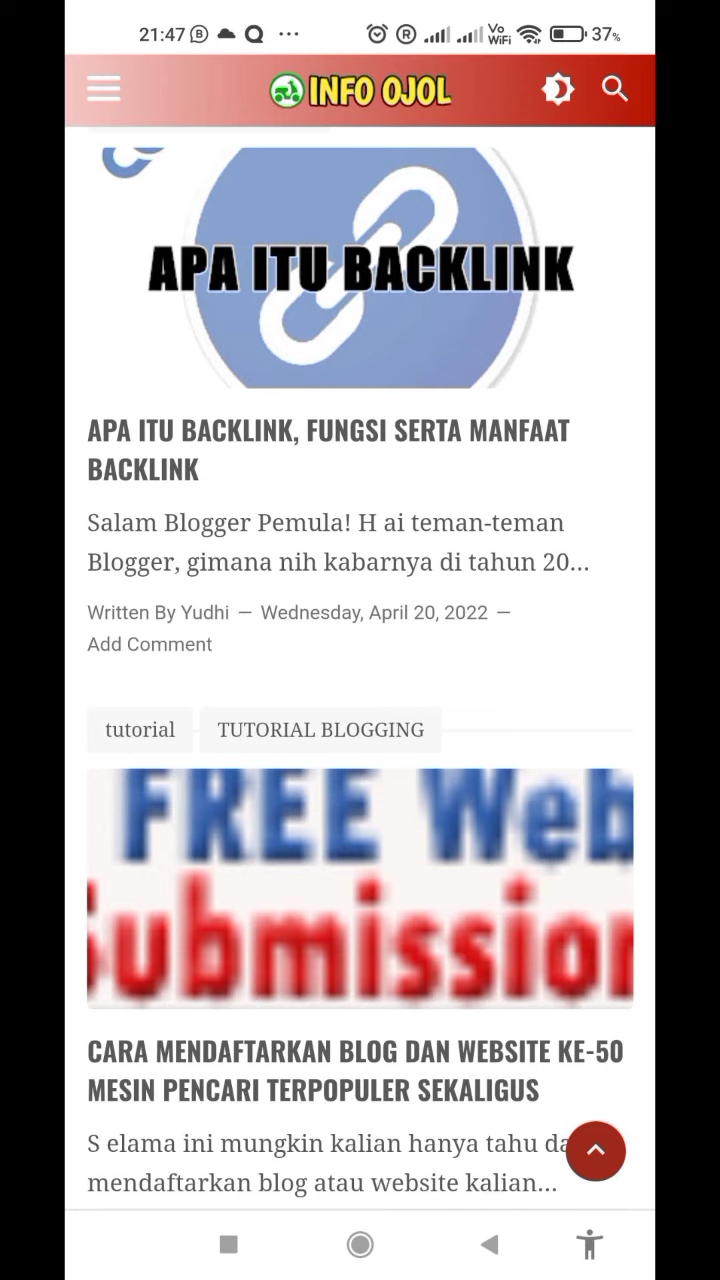 21:47
Vo
WiFi
37%
INFO OJOL
APA ITU BACKLINK
APA ITU BACKLINK, FUNGSI SERTA MANFAAT
BACKLINK
Salam Blogger Pemula! H ai teman-teman
Blogger, gimana nih kabarnya di tahun 20...
Written By Yudhi — Wednesday, April 20, 2022 —
Add Comment
tutorial
TUTORIAL BLOGGING
FREE Web
Submission
CARA MENDAFTARKAN BLOG DAN WEBSITE KE-50
MESIN PENCARI TERPOPULER SEKALIGUS
S elama ini mungkin kalian hanya tahu da
mendaftarkan blog atau website kalian...